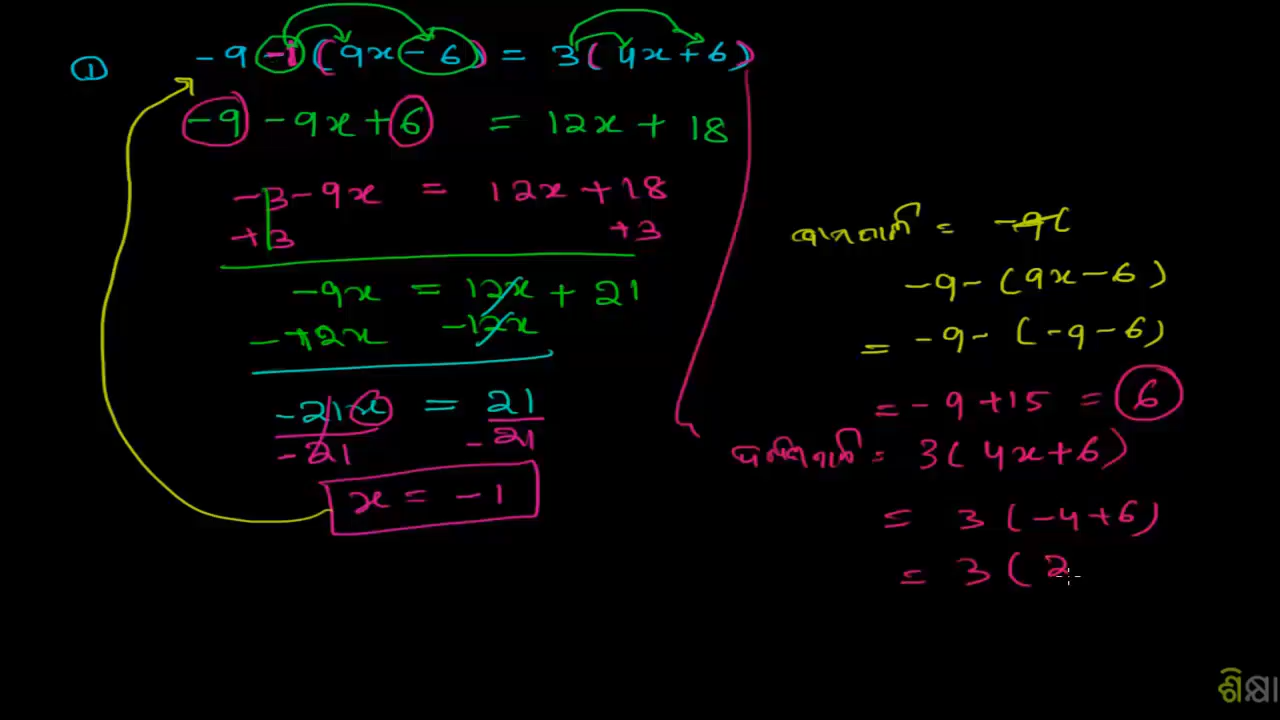 ① -9 -1(9x-6) = 3(4x+6)
-9 -9x+6 = 12x+18
-3-9x = 12x+18
+3 +3
-9x = 12x+21
-12x -12x
-21x = 21
-21 -21
x = -1
ବାମପାର୍ଶ୍ୱ = -9(
-9-(9x-6)
= -9-(-9-6)
= -9+15 = 6
= 3(4x+6)
= 3(-4+6)
= 3(2
ଶିକ୍ଷା